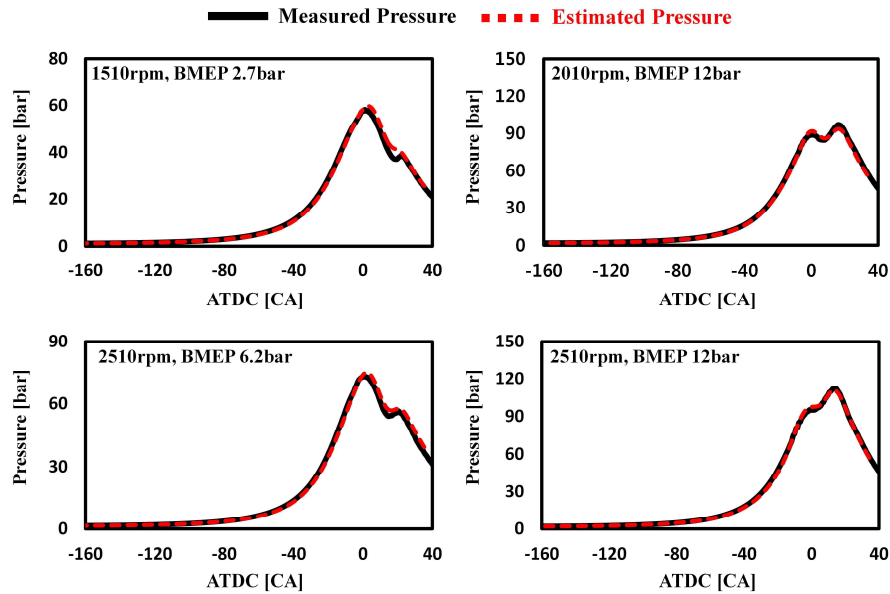 Measured Pressure Estimated Pressure
1510rpm, BMEP 2.7bar
Pressure [bar]
80
60
40
20
0
-160 -120 -80 -40 0 40
ATDC [CA]
2010rpm, BMEP 12bar
Pressure [bar]
150
120
90
60
30
0
-160 -120 -80 -40 0 40
ATDC [CA]
2510rpm, BMEP 6.2bar
Pressure [bar]
90
60
30
0
-160 -120 -80 -40 0 40
ATDC [CA]
2510rpm, BMEP 12bar
Pressure [bar]
150
120
90
60
30
0
-160 -120 -80 -40 0 40
ATDC [CA]